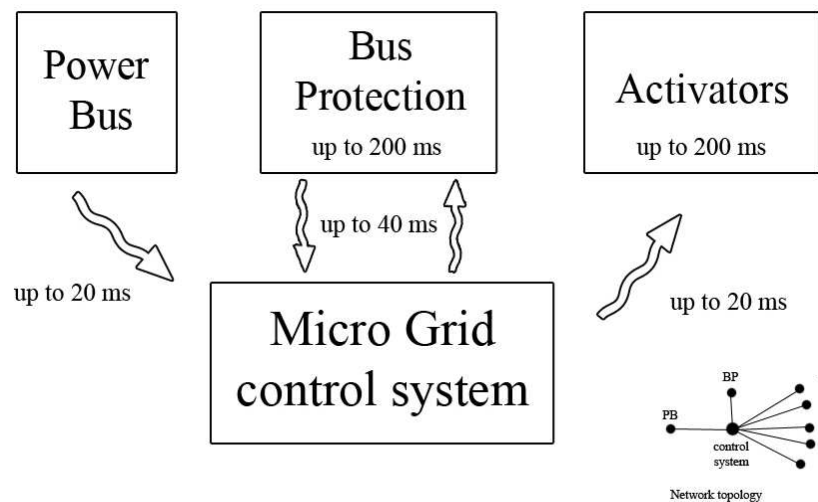 Power
Bus
Bus
Protection
up to 200 ms
Activators
up to 200 ms
up to 20 ms
up to 40 ms
up to 20 ms
Micro Grid
control system
BP
PB
control
system
Network topology